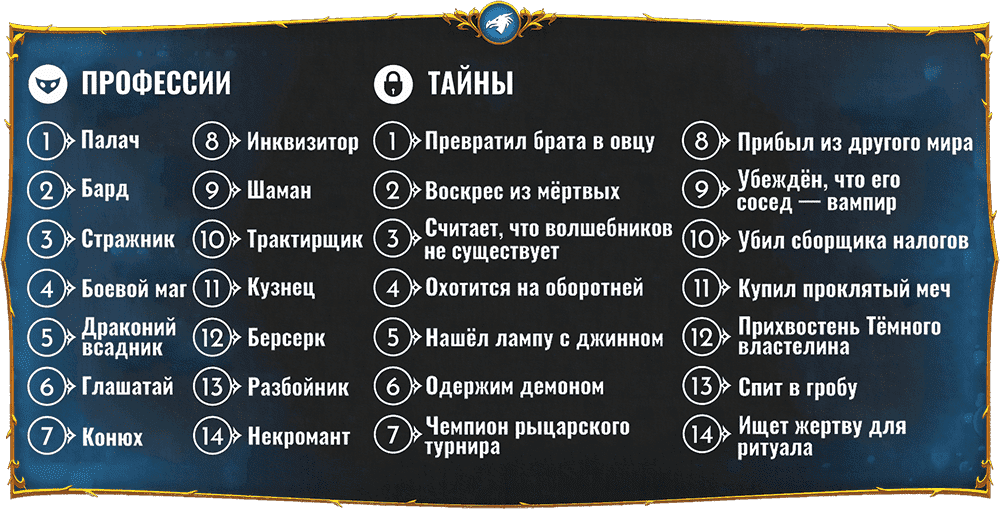 ПРОФЕССИИ
1 Палач
2 Бард
3 Стражник
4 Боевой маг
5 Драконий
всадник
6 Глашатай
7 Конюх
8 Инквизитор
9 Шаман
10 Трактирщик
11 Кузнец
12 Берсерк
13 Разбойник
14 Некромант
ТАЙНЫ
1 Превратил брата в овцу
2 Воскрес из мёртвых
3 Считает, что волшебников
не существует
4 Охотится на оборотней
5 Нашёл лампу с джинном
6 Одержим демоном
7 Чемпион рыцарского
турнира
8 Прибыл из другого мира
9 Убеждён, что его
сосед — вампир
10 Убил сборщика налогов
11 Купил проклятый меч
12 Прихвостень Тёмного
властелина
13 Спит в гробу
14 Ищет жертву для
ритуала